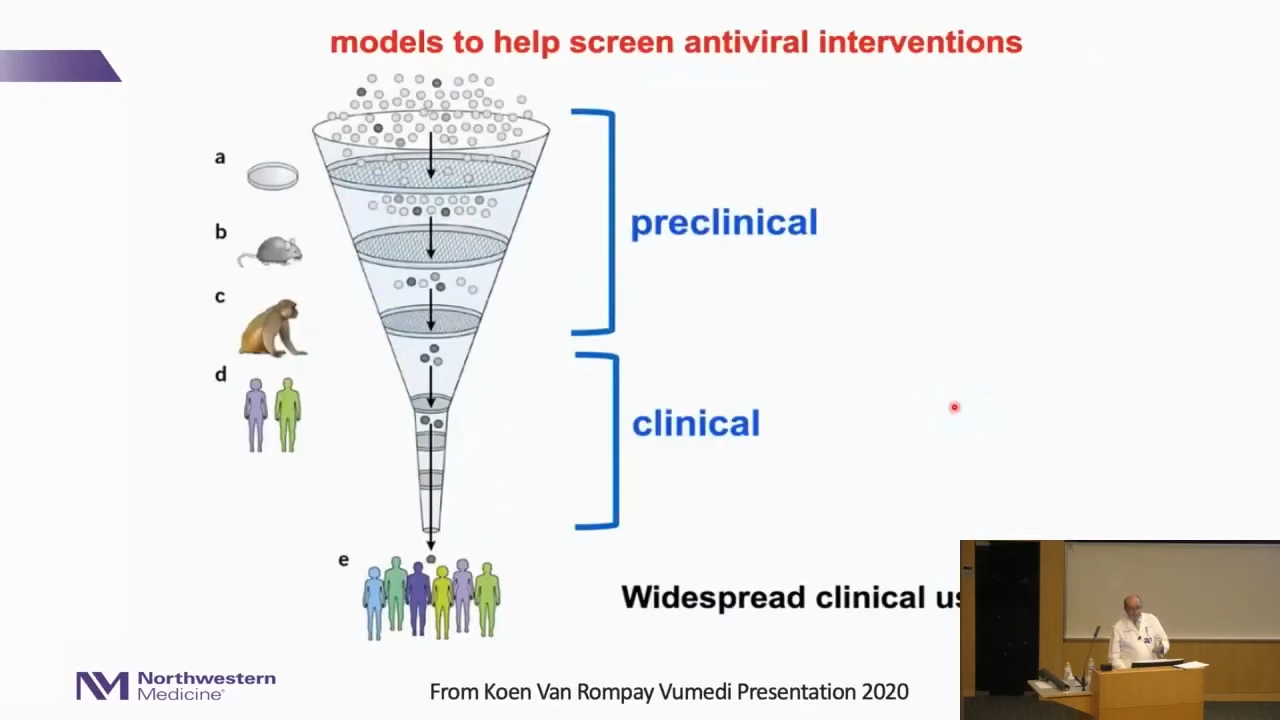 models to help screen antiviral interventions
a
b
preclinical
c
d
clinical
e
Widespread clinical
Northwestern
Medicine
From Koen Van Rompay Vumedi Presentation 2020